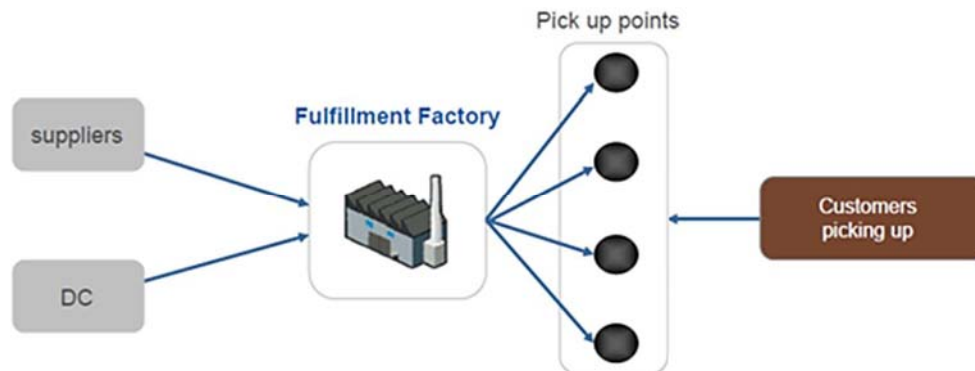 Pick up points
Fulfillment Factory
suppliers
DC
Customers
picking up